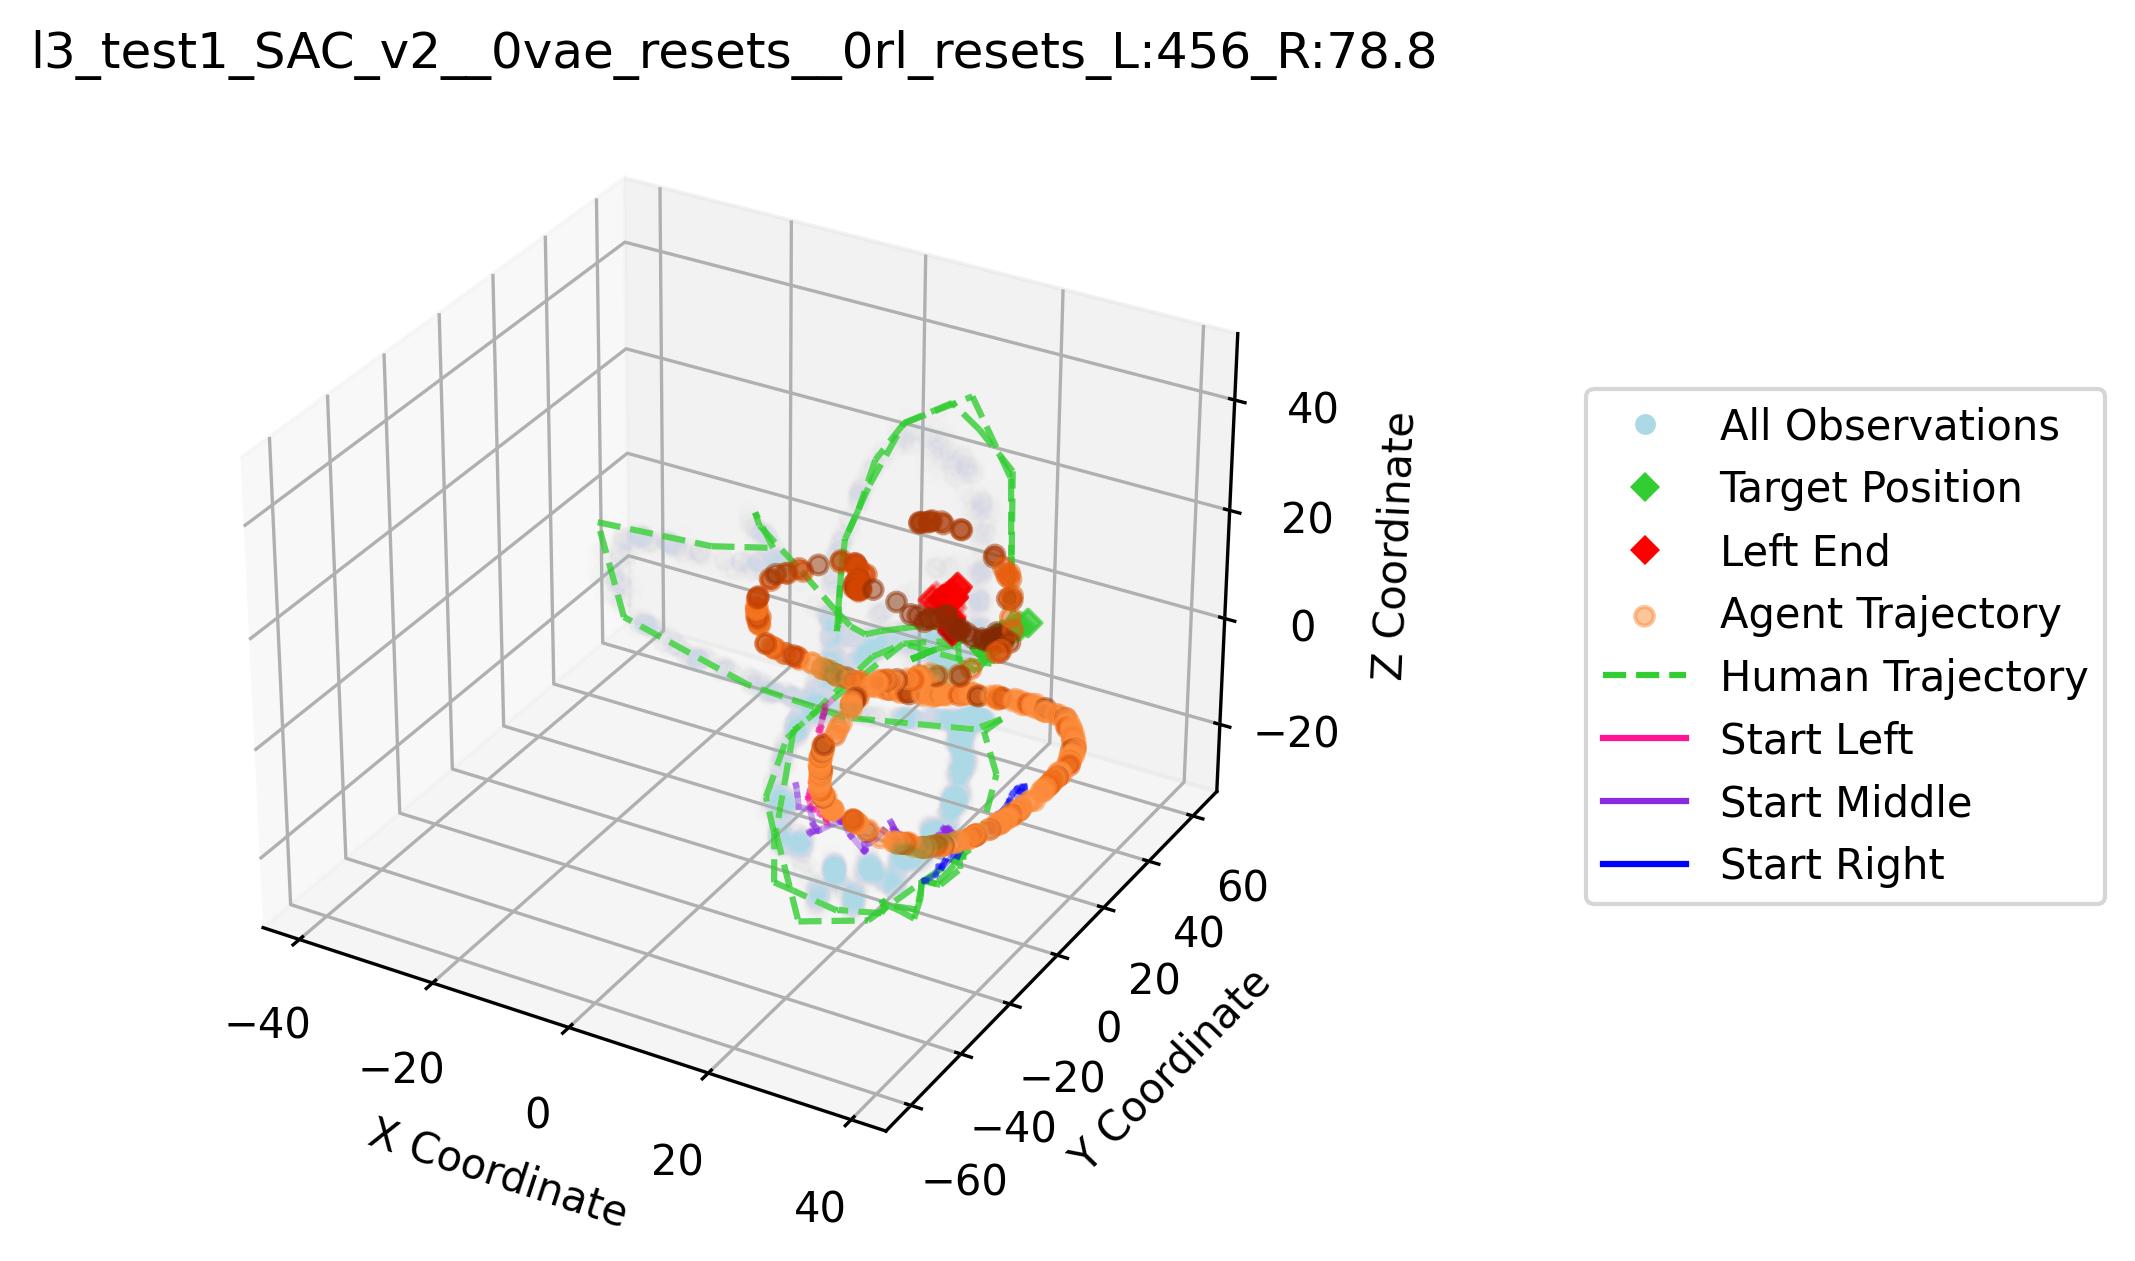 l3_test1_SAC_v2__0vae_resets__0rl_resets_L:456_R:78.8
40
20
0
−20
Z Coordinate
−40
−20
0
20
40
X Coordinate
60
40
20
0
−20
−40
−60
Y Coordinate
All Observations
Target Position
Left End
Agent Trajectory
Human Trajectory
Start Left
Start Middle
Start Right